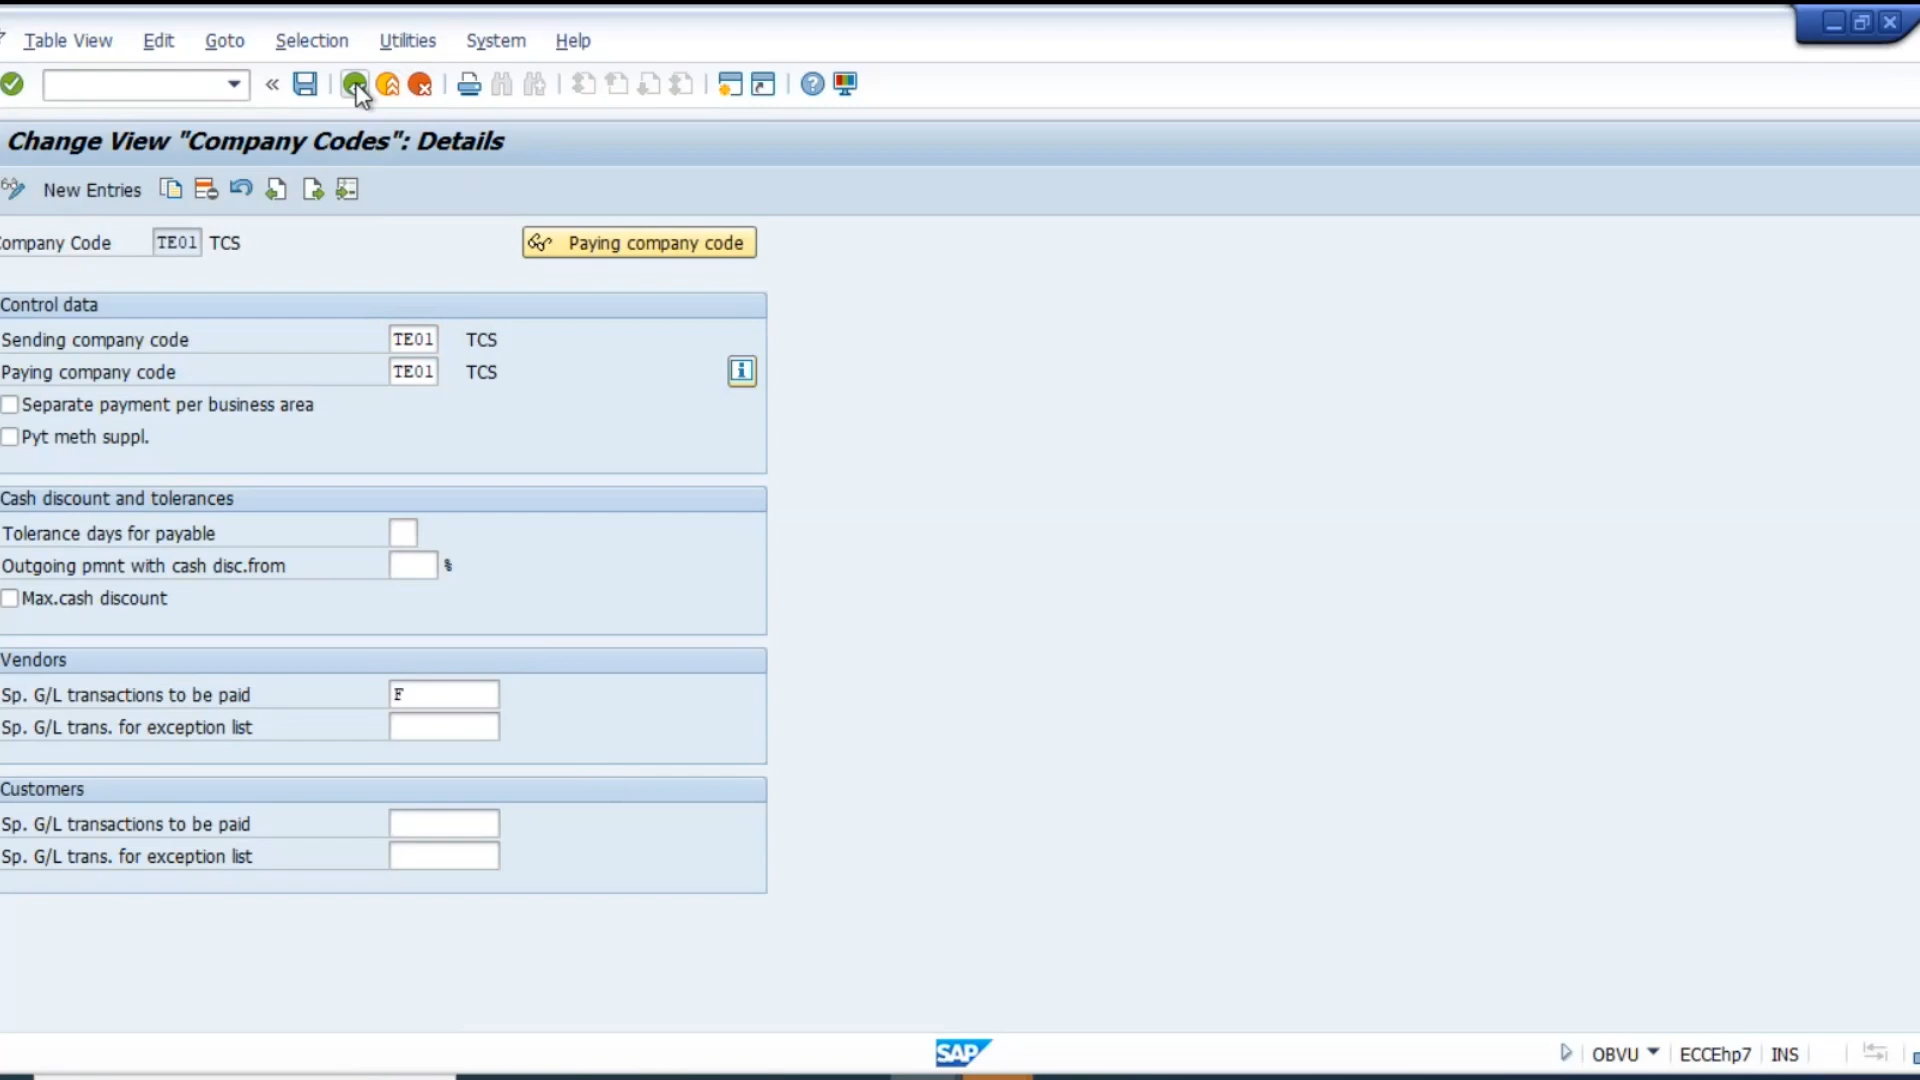 Table View Edit Goto Selection Utilities System Help
Change View "Company Codes": Details
New Entries
ompany Code TE01 TCS Paying company code
Control data
Sending company code TE01 TCS
Paying company code TE01 TCS
Separate payment per business area
Pyt meth suppl.
Cash discount and tolerances
Tolerance days for payable
Outgoing pmnt with cash disc.from %
Max.cash discount
Vendors
Sp. G/L transactions to be paid F
Sp. G/L trans. for exception list
Customers
Sp. G/L transactions to be paid
Sp. G/L trans. for exception list
SAP OBVU ECCEhp7 INS